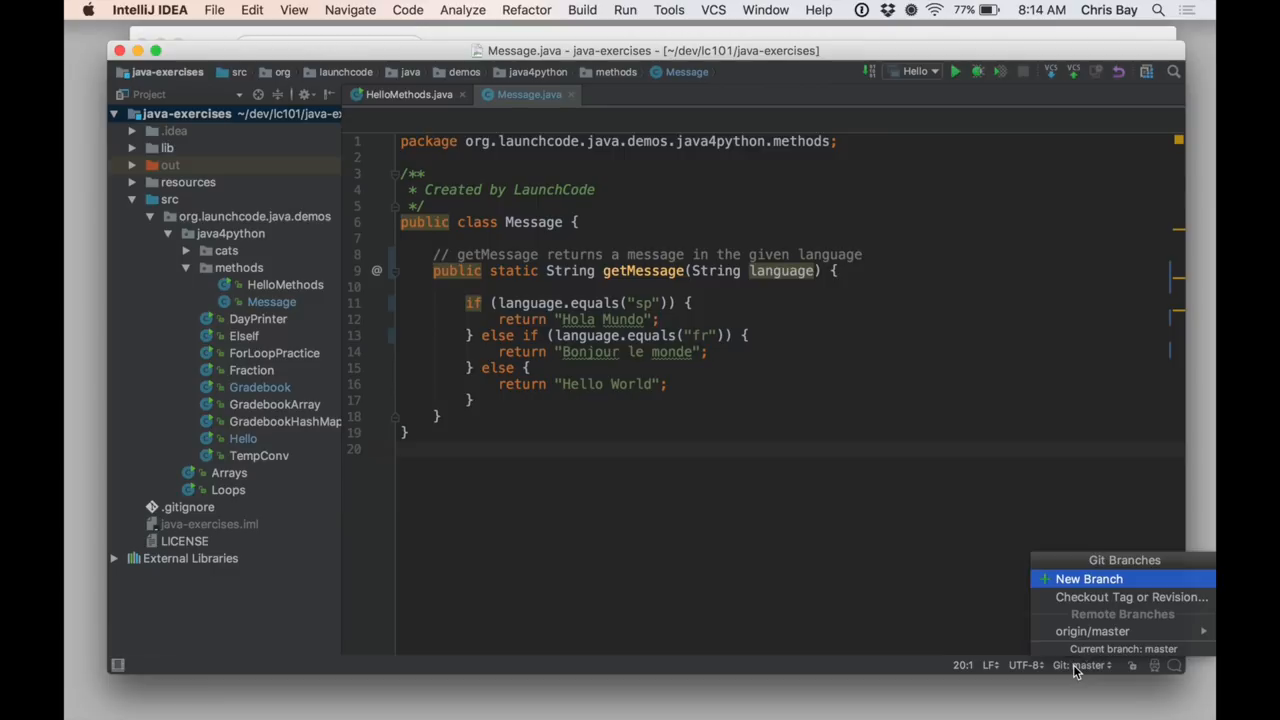 IntelliJ IDEA File Edit View Navigate Code Analyze Refactor Build Run Tools VCS Window Help 77% 8:14 AM Chris Bay
Message.java - java-exercises - [~/dev/lc101/java-exercises]
java-exercises src org launchcode java demos java4python methods Message Hello VCS VCS
Project HelloMethods.java Message.java
java-exercises ~/dev/lc101/java-ex
.idea
lib
out
resources
src
org.launchcode.java.demos
java4python
cats
methods
HelloMethods
Message
DayPrinter
ElseIf
ForLoopPractice
Fraction
Gradebook
GradebookArray
GradebookHashMap
Hello
TempConv
Arrays
Loops
.gitignore
java-exercises.iml
LICENSE
External Libraries
1 package org.launchcode.java.demos.java4python.methods;
2
3 /**
4 * Created by LaunchCode
5 */
6 public class Message {
7
8 // getMessage returns a message in the given language
9 @ public static String getMessage(String language) {
10
11 if (language.equals("sp")) {
12 return "Hola Mundo";
13 } else if (language.equals("fr")) {
14 return "Bonjour le monde";
15 } else {
16 return "Hello World";
17 }
18 }
19 }
20
Git Branches
+ New Branch
Checkout Tag or Revision...
Remote Branches
origin/master
Current branch: master
20:1 LF UTF-8 Git: master